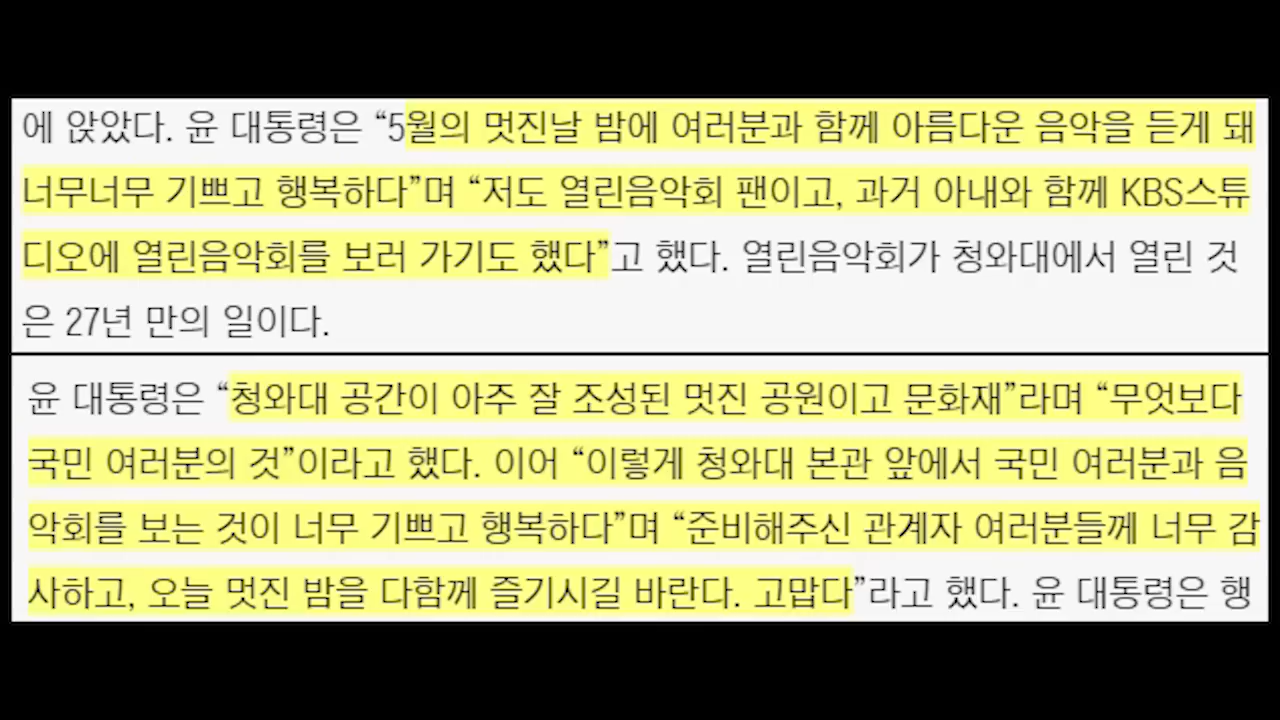 에 앉았다. 윤 대통령은 “5월의 멋진날 밤에 여러분과 함께 아름다운 음악을 듣게 돼
너무너무 기쁘고 행복하다”며 “저도 열린음악회 팬이고, 과거 아내와 함께 KBS스튜
디오에 열린음악회를 보러 가기도 했다”고 했다. 열린음악회가 청와대에서 열린 것
은 27년 만의 일이다.
윤 대통령은 “청와대 공간이 아주 잘 조성된 멋진 공원이고 문화재”라며 “무엇보다
국민 여러분의 것”이라고 했다. 이어 “이렇게 청와대 본관 앞에서 국민 여러분과 음
악회를 보는 것이 너무 기쁘고 행복하다”며 “준비해주신 관계자 여러분들께 너무 감
사하고, 오늘 멋진 밤을 다함께 즐기시길 바란다. 고맙다”라고 했다. 윤 대통령은 행